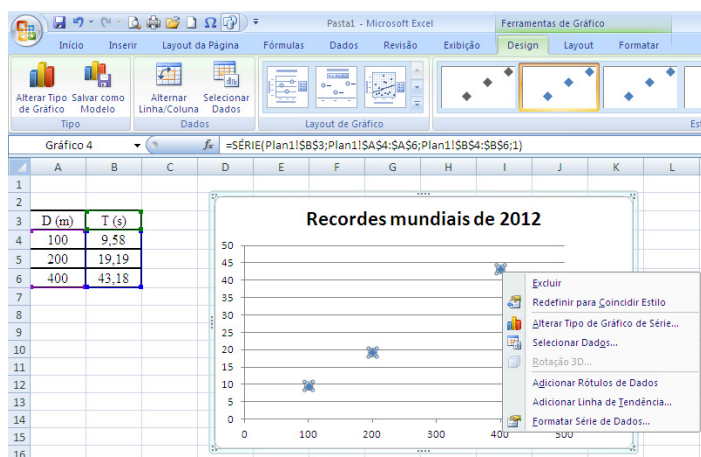 Pasta1 - Microsoft Excel
Ferramentas de Gráfico
Início Inserir Layout da Página Fórmulas Dados Revisão Exibição Design Layout Formatar
Alterar Tipo de Gráfico
Salvar como Modelo
Alternar Linha/Coluna
Selecionar Dados
Tipo Dados Layout de Gráfico Est
Gráfico 4 fx =SÉRIE(Plan1!$B$3;Plan1!$A$4:$A$6;Plan1!$B$4:$B$6;1)
A B C D E F G H I J K L
1
2
3 D (m) T (s)
4 100 9,58
5 200 19,19
6 400 43,18
7
8
9
10
11
12
13
14
15
16
Recordes mundiais de 2012
50
45
40
35
30
25
20
15
10
5
0
0 100 200 300 400 500
Excluir
Redefinir para Coincidir Estilo
Alterar Tipo de Gráfico de Série...
Selecionar Dados...
Rotação 3D...
Adicionar Rótulos de Dados
Adicionar Linha de Tendência...
Formatar Série de Dados...